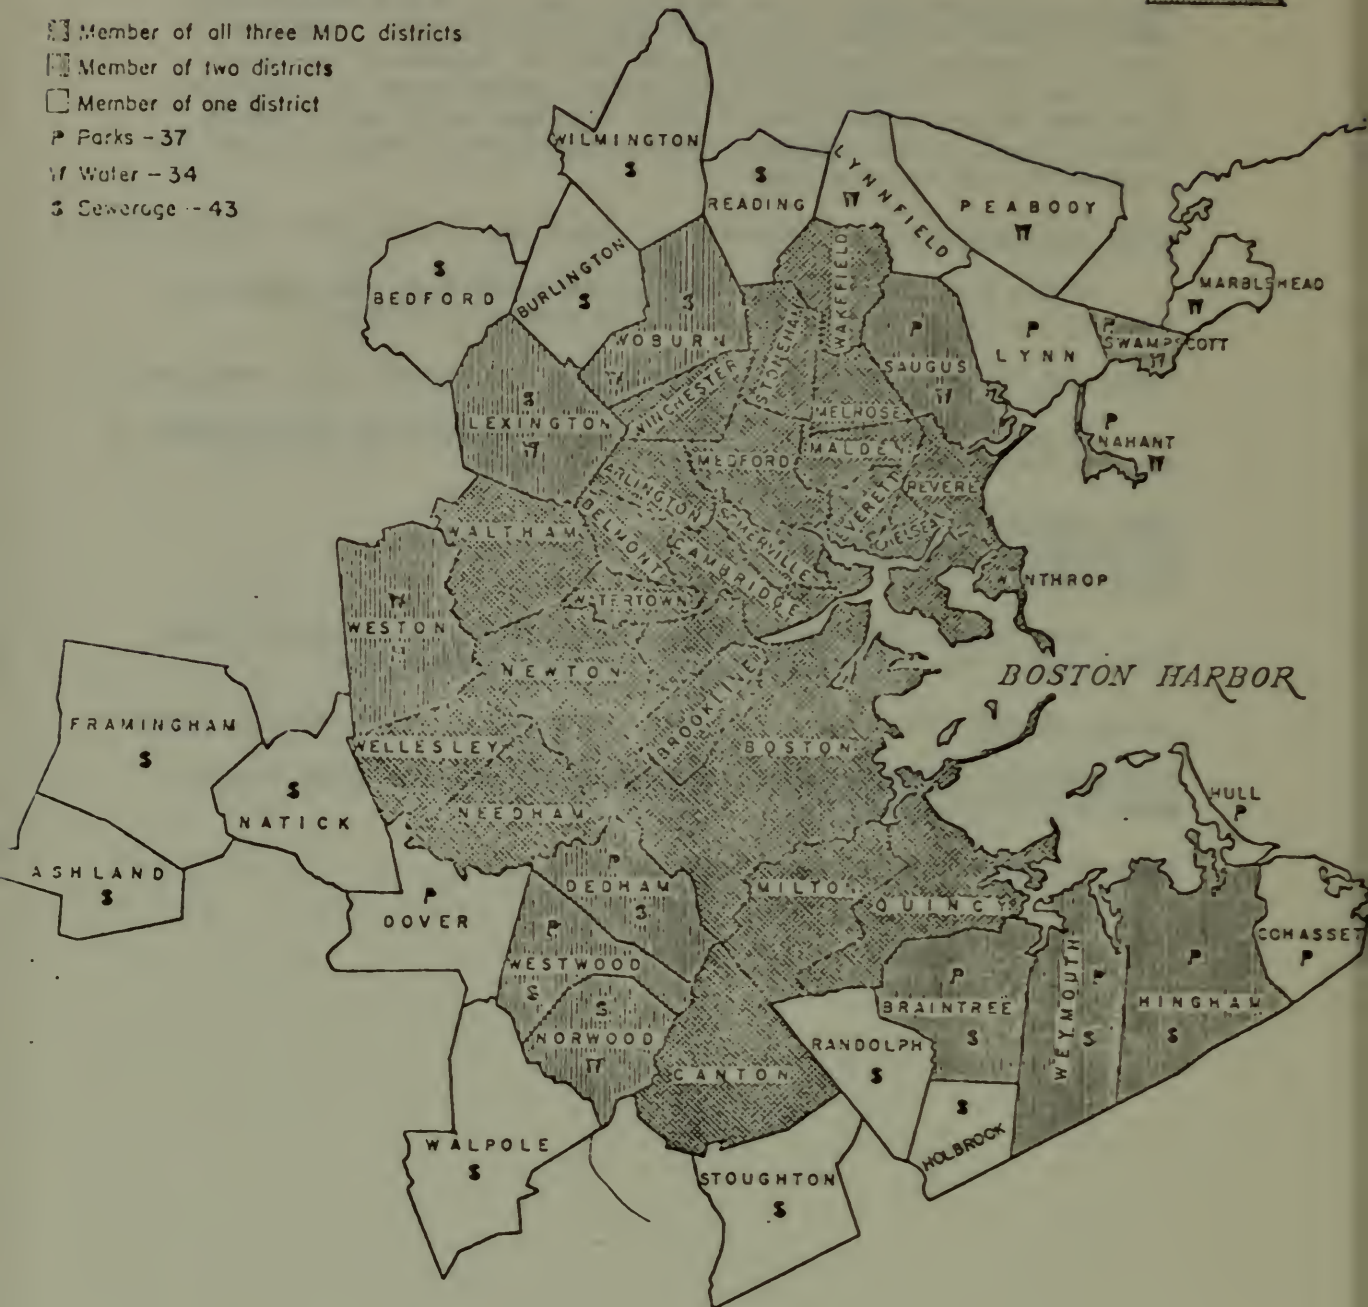 Member of all three MDC districts
Member of two districts
Member of one district
P Parks - 37
W Water - 34
S Sewerage - 43
WILMINGTON
S
S
READING
LYNNFIELD
W
PEABODY
W
MARBLEHEAD
W
S
BEDFORD
BURLINGTON
S
S
WOBURN
W
STONEHAM
WAKEFIELD
P
SAUGUS
W
P
LYNN
P
SWAMPSCOTT
W
P
NAHANT
W
S
LEXINGTON
W
WINCHESTER
MELROSE
MALDEN
MEDFORD
EVERETT
REVERE
CHELSEA
ARLINGTON
BELMONT
SOMERVILLE
CAMBRIDGE
WALTHAM
WATERTOWN
WINTHROP
W
WESTON
NEWTON
BROOKLINE
BOSTON
BOSTON HARBOR
FRAMINGHAM
S
WELLESLEY
NEEDHAM
S
NATICK
HULL
P
ASHLAND
S
P
DOVER
P
DEDHAM
S
MILTON
QUINCY
P
WESTWOOD
S
S
NORWOOD
W
CANTON
P
BRAINTREE
S
WEYMOUTH
P
S
P
HINGHAM
S
COHASSET
P
RANDOLPH
S
S
HOLBROOK
WALPOLE
S
STOUGHTON
S